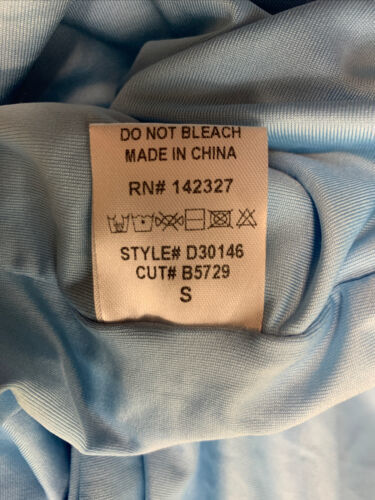 DO NOT BLEACH
MADE IN CHINA
RN# 142327
STYLE# D30146
CUT# B5729
S